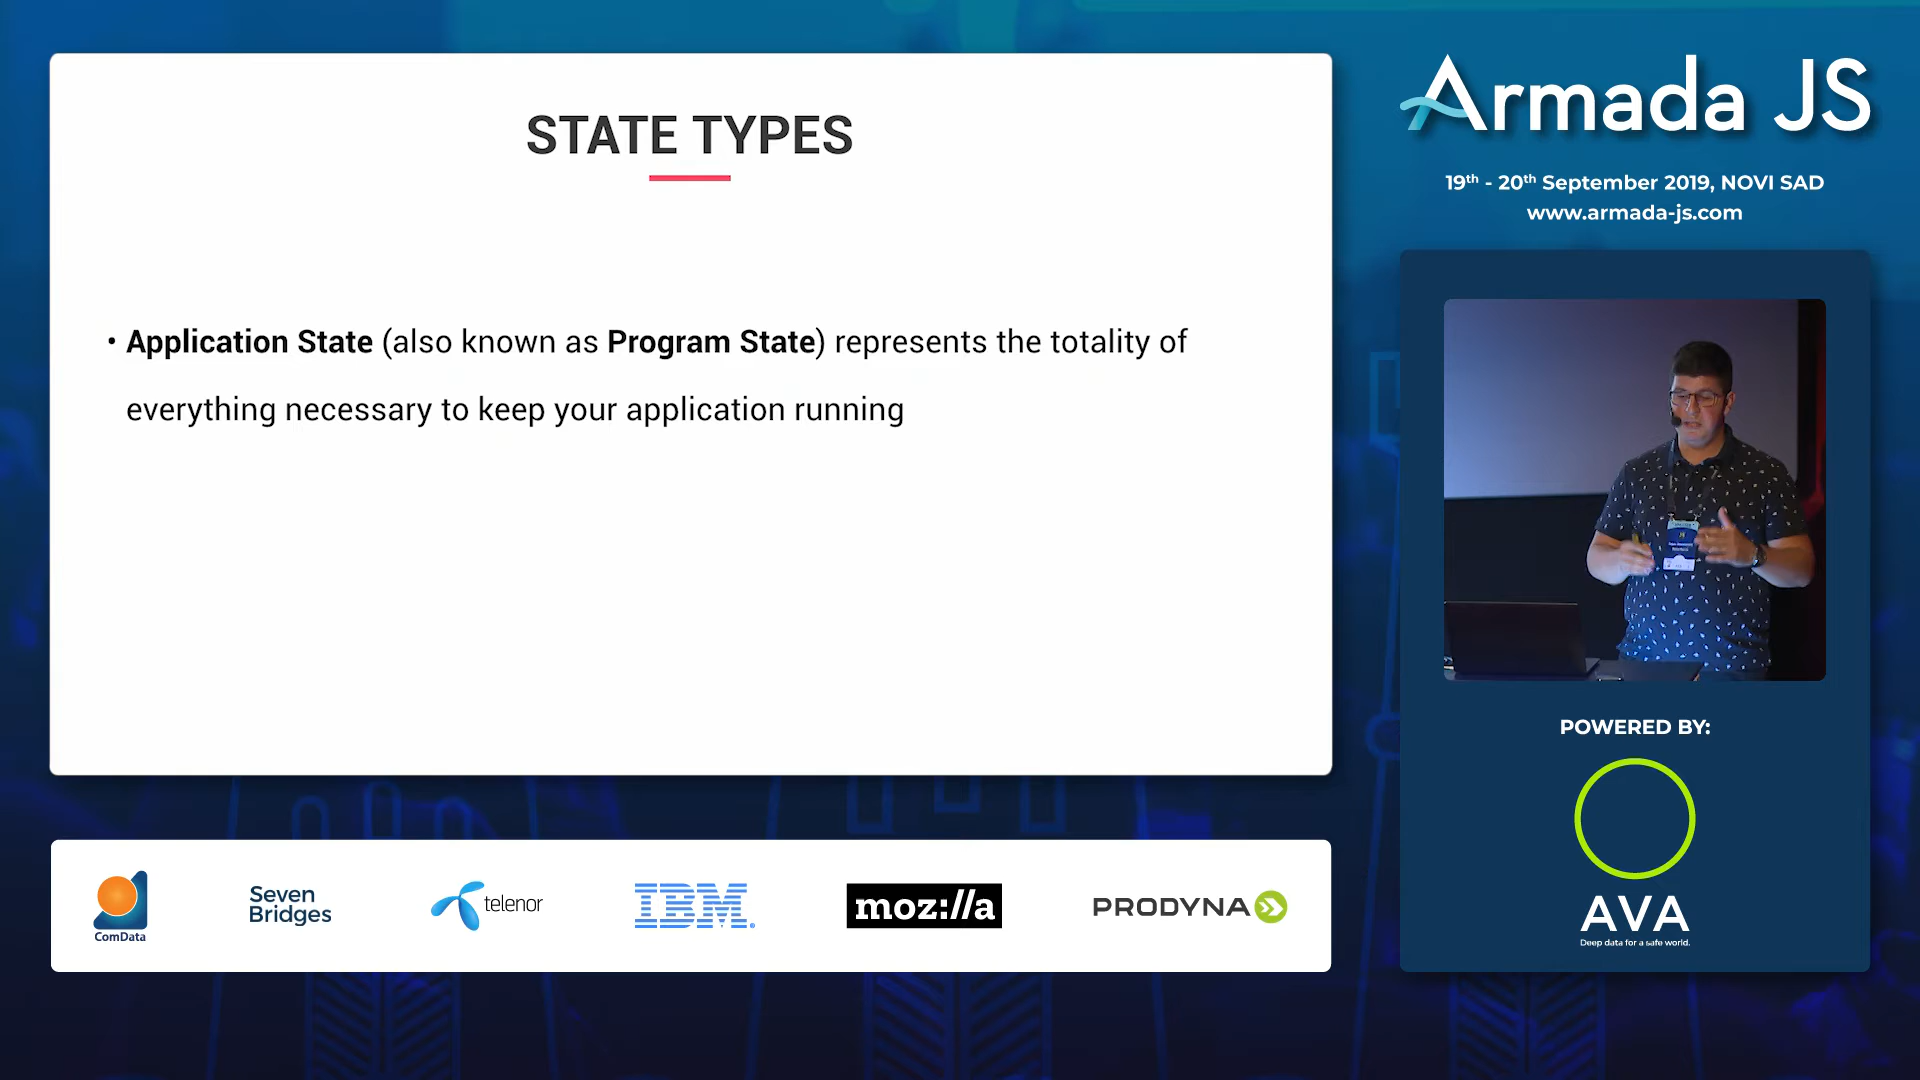 STATE TYPES
• Application State (also known as Program State) represents the totality of
everything necessary to keep your application running
Armada JS
19th - 20th September 2019, NOVI SAD
www.armada-js.com
POWERED BY:
AVA
Deep data for a safe world.
ComData
Seven
Bridges
telenor
IBM
moz://a
PRODYNA